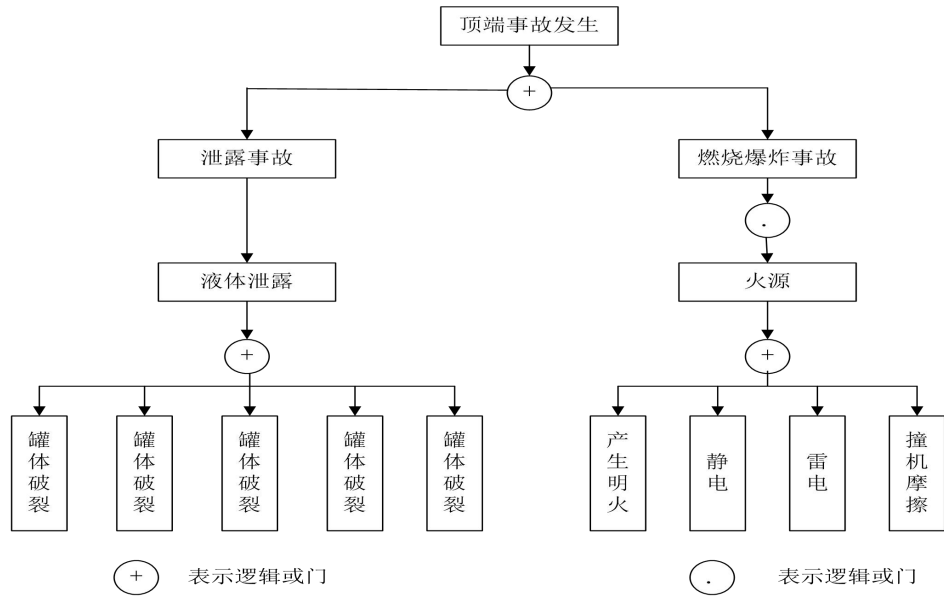 顶端事故发生
+
泄露事故
燃烧爆炸事故
.
液体泄露
火源
+
+
罐体破裂
罐体破裂
罐体破裂
罐体破裂
罐体破裂
产生明火
静电
雷电
撞机摩擦
+ 表示逻辑或门
. 表示逻辑或门